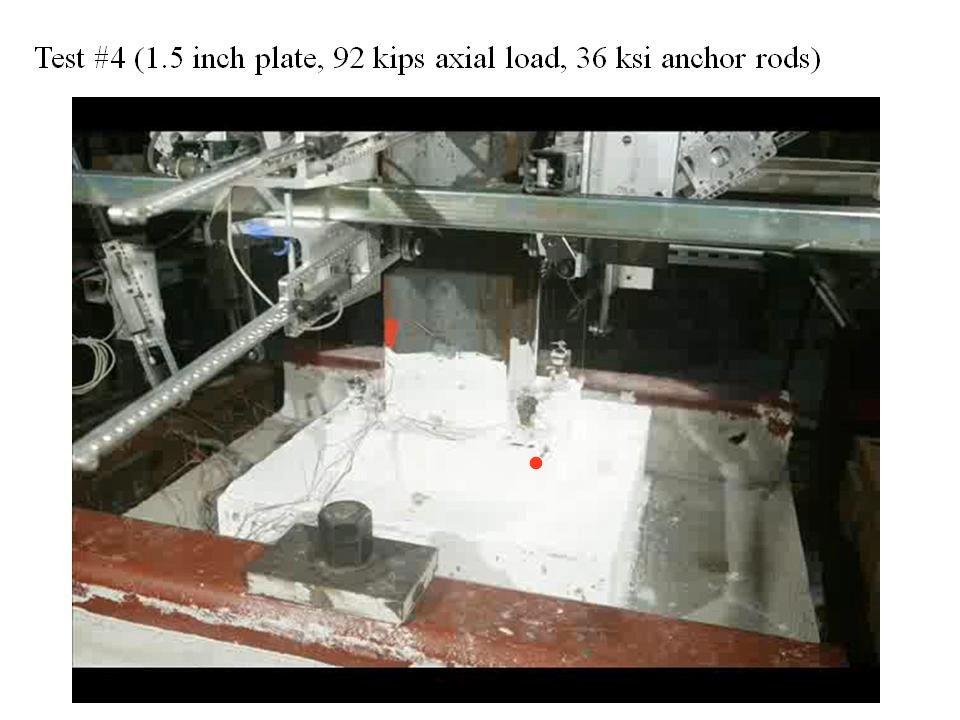 Test #4 (1.5 inch plate, 92 kips axial load, 36 ksi anchor rods)